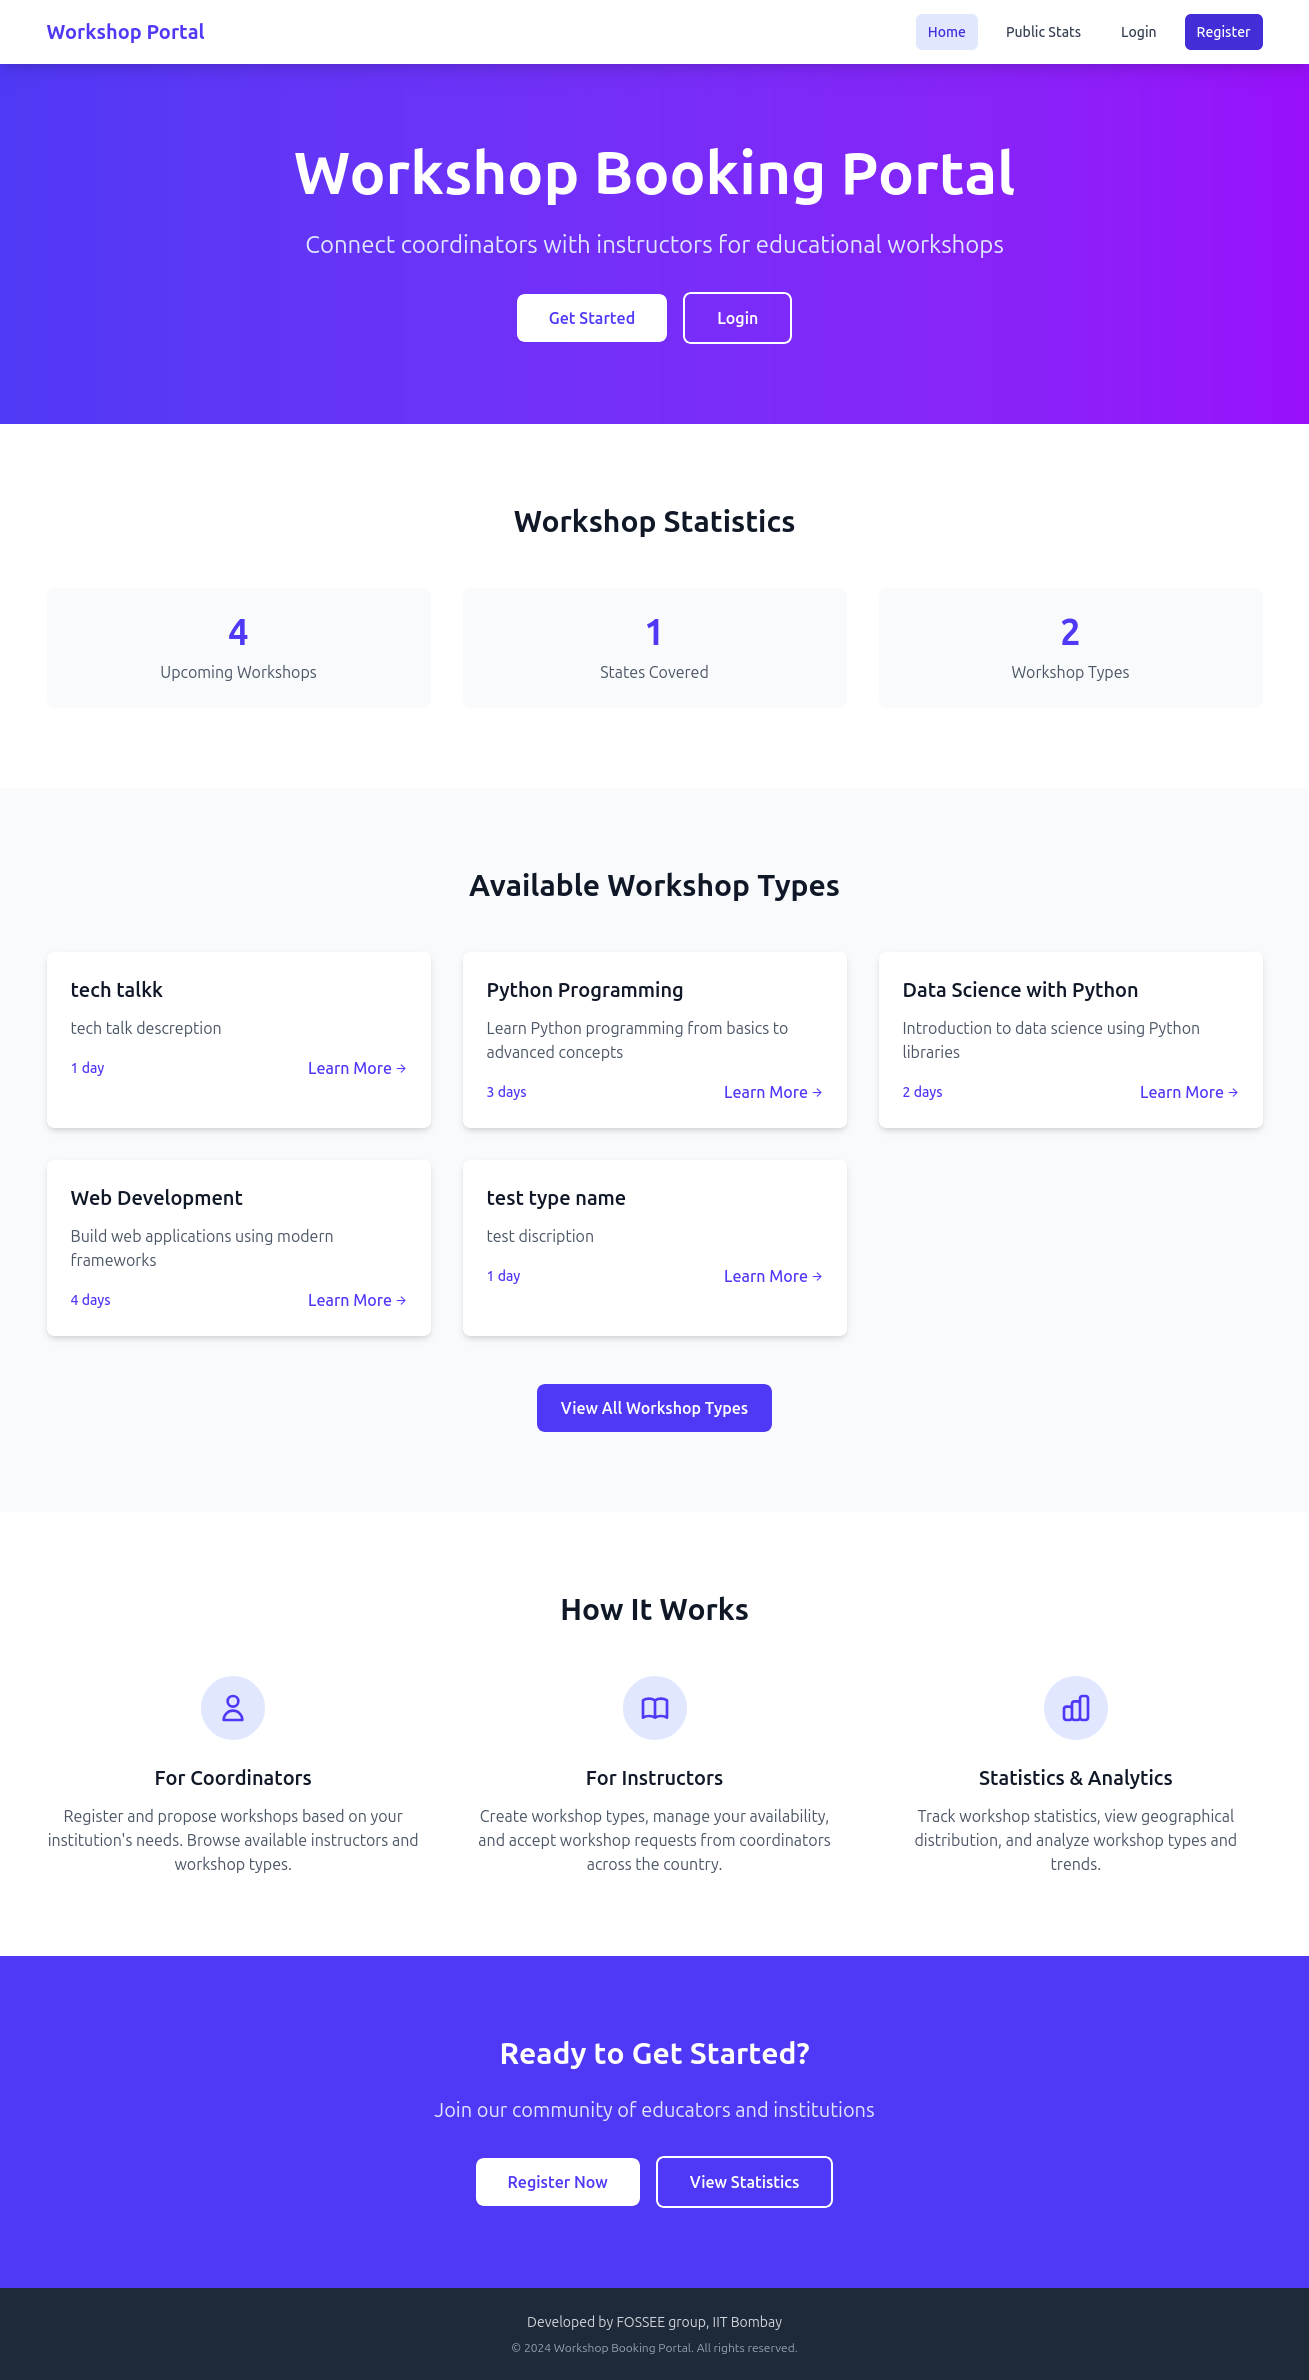 Workshop Portal
Home
Public Stats
Login
Register
Workshop Booking Portal
Connect coordinators with instructors for educational workshops
Get Started
Login
Workshop Statistics
4
Upcoming Workshops
1
States Covered
2
Workshop Types
Available Workshop Types
tech talkk
tech talk descreption
1 day
Learn More →
Python Programming
Learn Python programming from basics to
advanced concepts
3 days
Learn More →
Data Science with Python
Introduction to data science using Python
libraries
2 days
Learn More →
Web Development
Build web applications using modern
frameworks
4 days
Learn More →
test type name
test discription
1 day
Learn More →
View All Workshop Types
How It Works
For Coordinators
Register and propose workshops based on your
institution's needs. Browse available instructors and
workshop types.
For Instructors
Create workshop types, manage your availability,
and accept workshop requests from coordinators
across the country.
Statistics & Analytics
Track workshop statistics, view geographical
distribution, and analyze workshop types and
trends.
Ready to Get Started?
Join our community of educators and institutions
Register Now
View Statistics
Developed by FOSSEE group, IIT Bombay
© 2024 Workshop Booking Portal. All rights reserved.